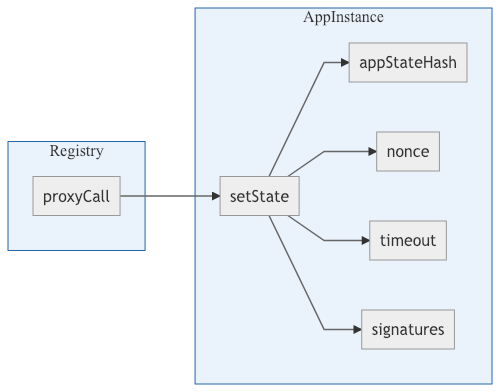 AppInstance
appStateHash
Registry
nonce
proxyCall
setState
timeout
signatures